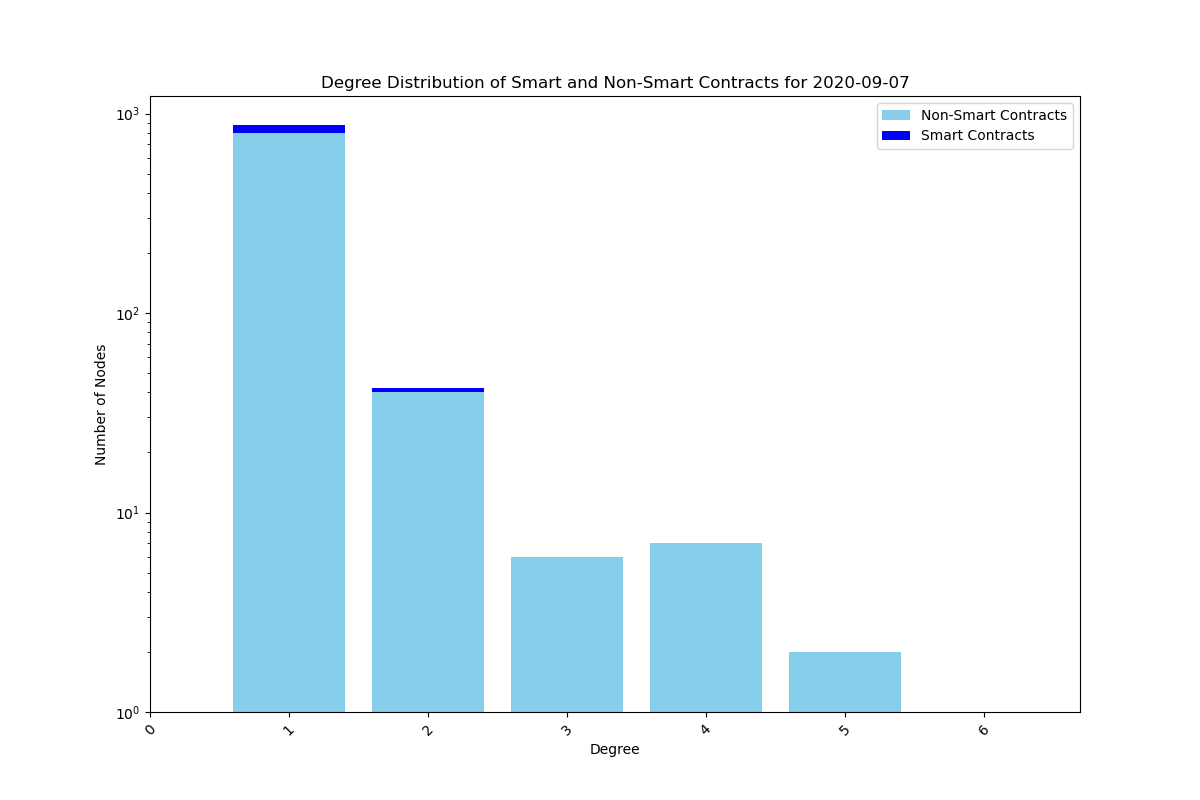 Degree Distribution of Smart and Non-Smart Contracts for 2020-09-07
Non-Smart Contracts
Smart Contracts
Number of Nodes
10³
10²
10¹
10⁰
0 1 2 3 4 5 6
Degree